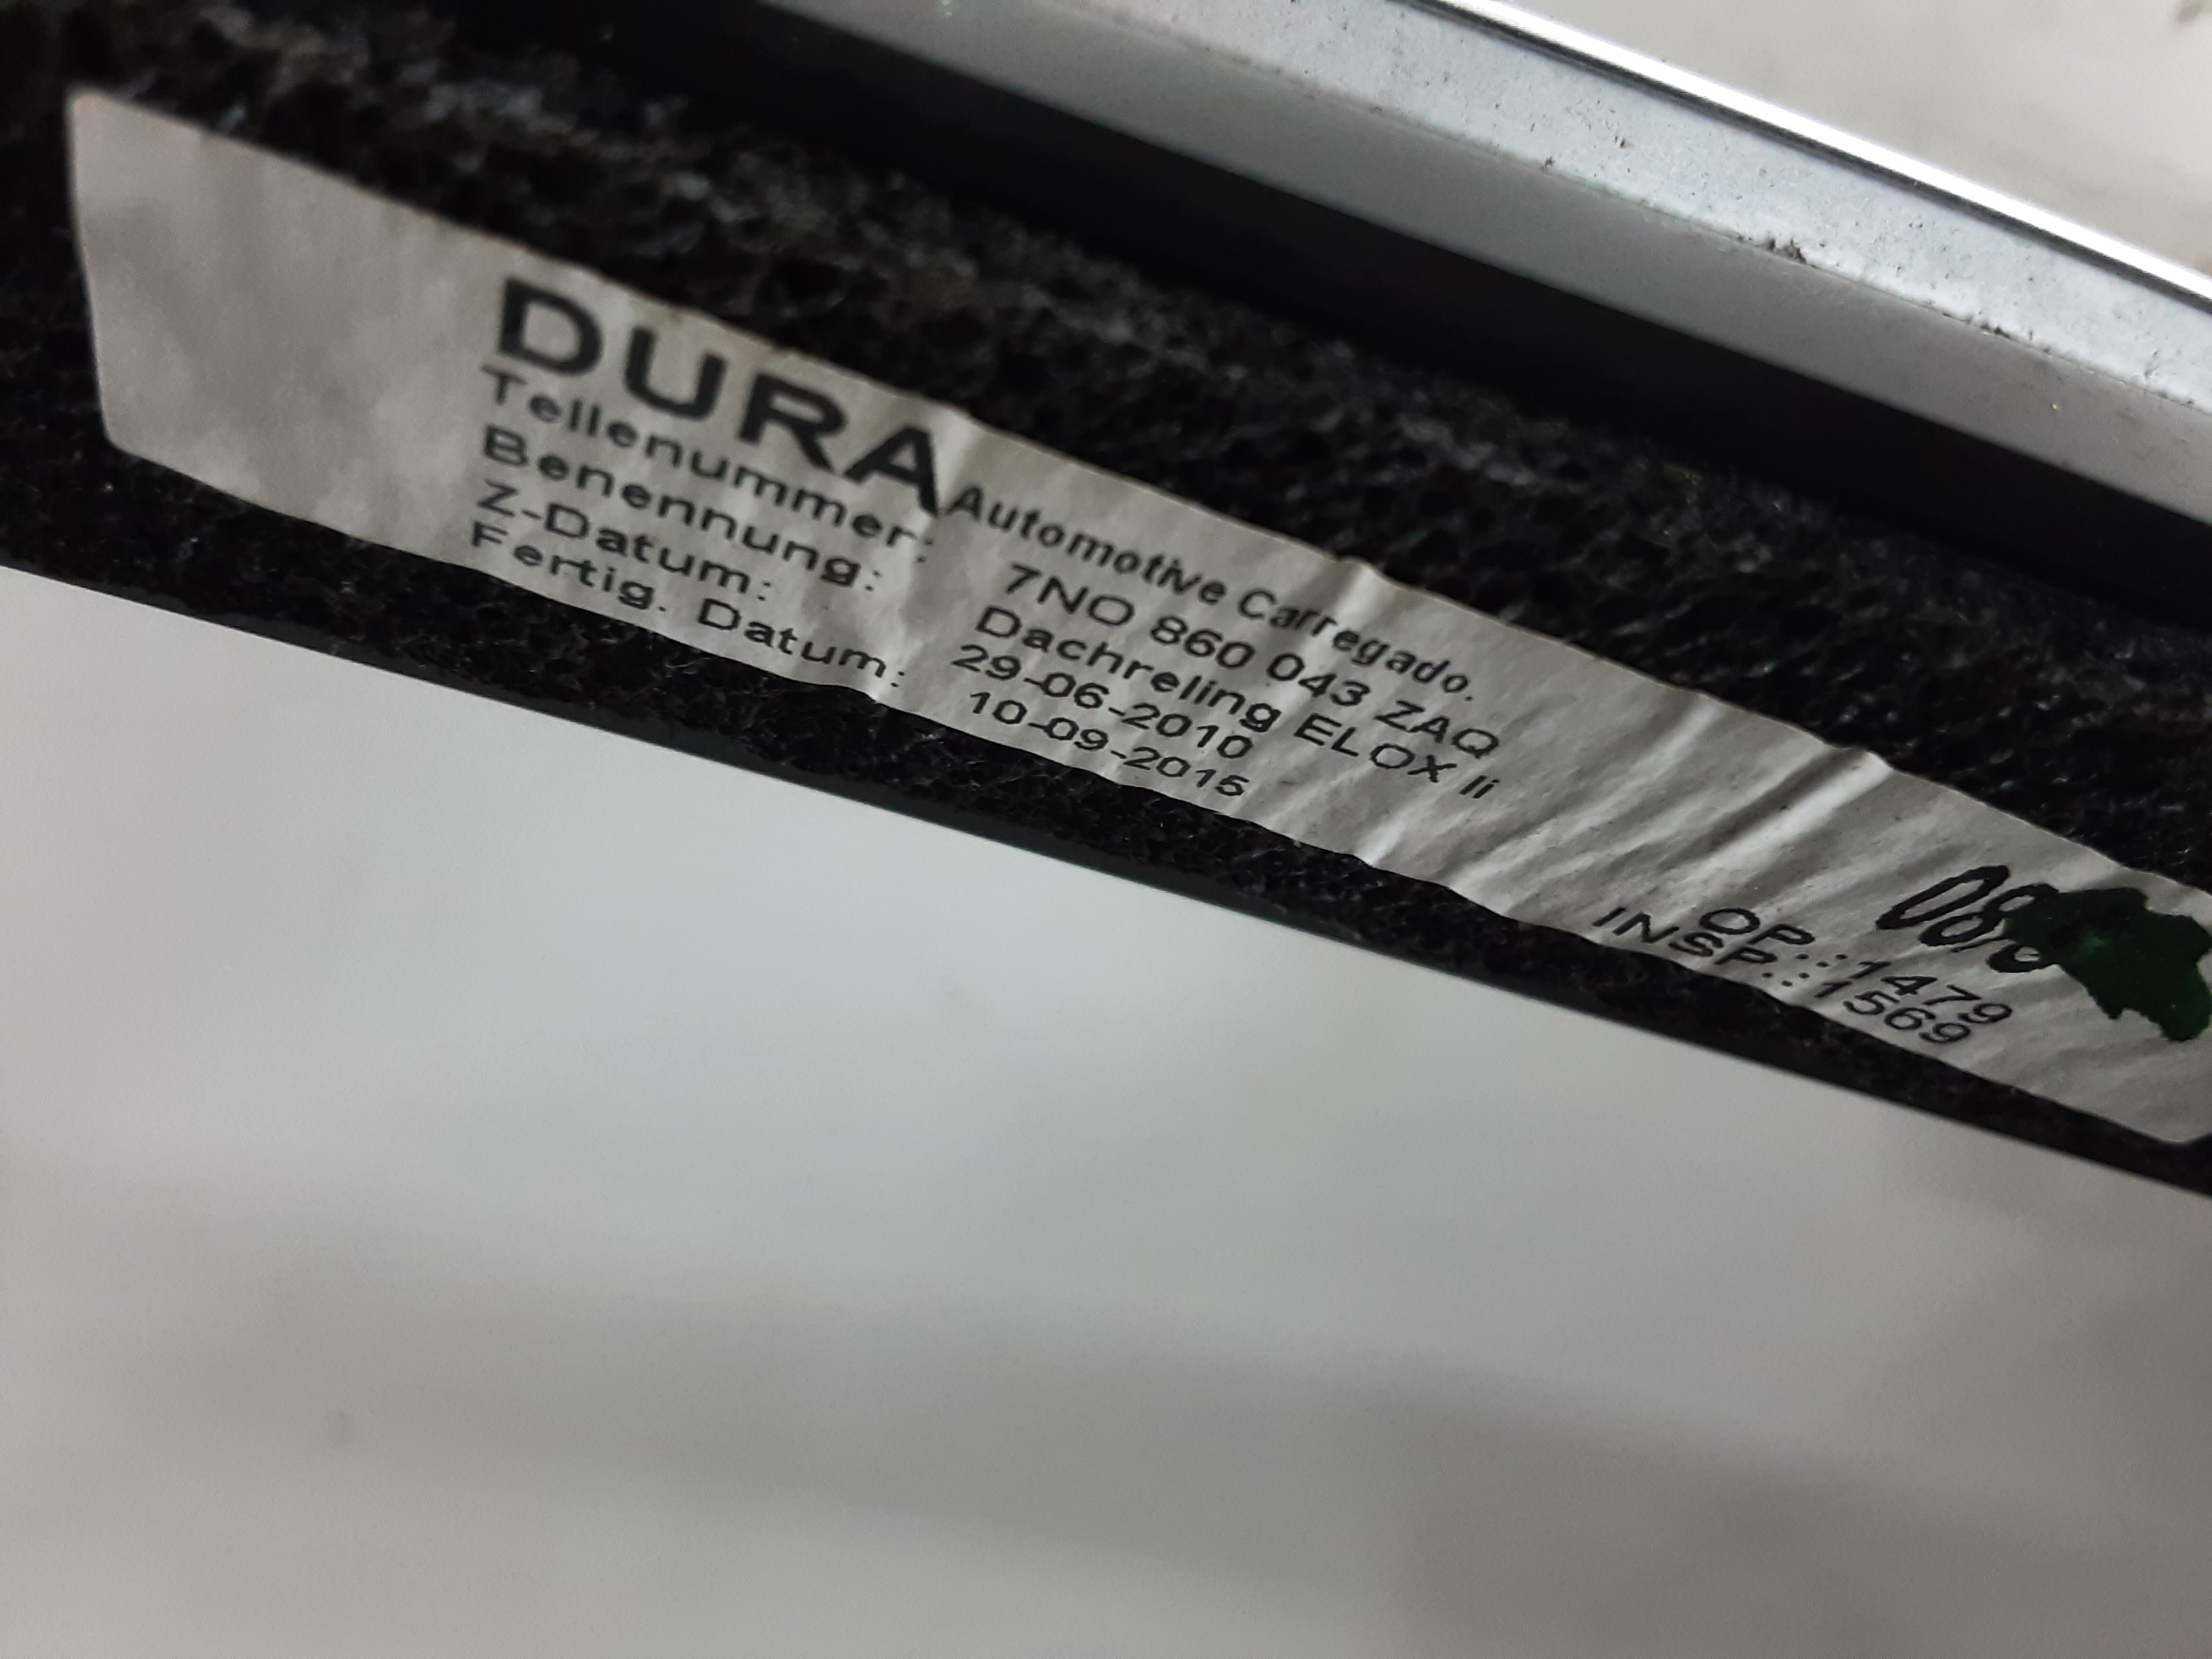 DURA Automotive Carregado.
Teilenummer: 7NO 860 043 ZAQ
Benennung: Dachreling ELOX li
Z-Datum: 29-06-2010
Fertig. Datum: 10-09-2015
OP.:1479
INSP.:1569